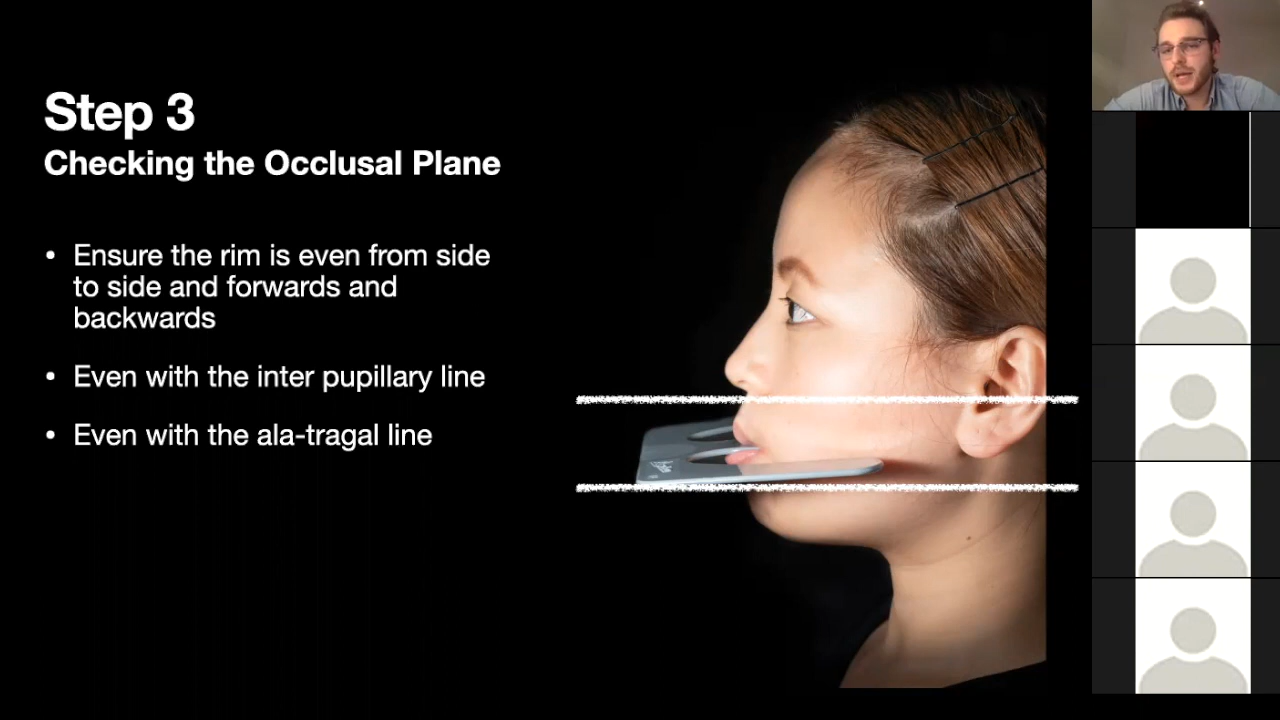 Step 3
Checking the Occlusal Plane
• Ensure the rim is even from side
to side and forwards and
backwards
• Even with the inter pupillary line
• Even with the ala-tragal line